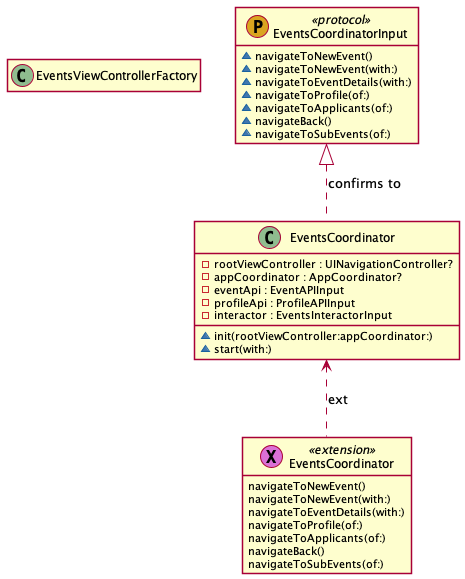 P
«protocol»
EventsCoordinatorInput
navigateToNewEvent()
navigateToNewEvent(with:)
navigateToEventDetails(with:)
navigateToProfile(of:)
navigateToApplicants(of:)
navigateBack()
navigateToSubEvents(of:)
C EventsViewControllerFactory
confirms to
C EventsCoordinator
rootViewController : UINavigationController?
appCoordinator : AppCoordinator?
eventApi : EventAPIInput
profileApi : ProfileAPIInput
interactor : EventsInteractorInput
init(rootViewController:appCoordinator:)
start(with:)
ext
X
«extension»
EventsCoordinator
navigateToNewEvent()
navigateToNewEvent(with:)
navigateToEventDetails(with:)
navigateToProfile(of:)
navigateToApplicants(of:)
navigateBack()
navigateToSubEvents(of:)